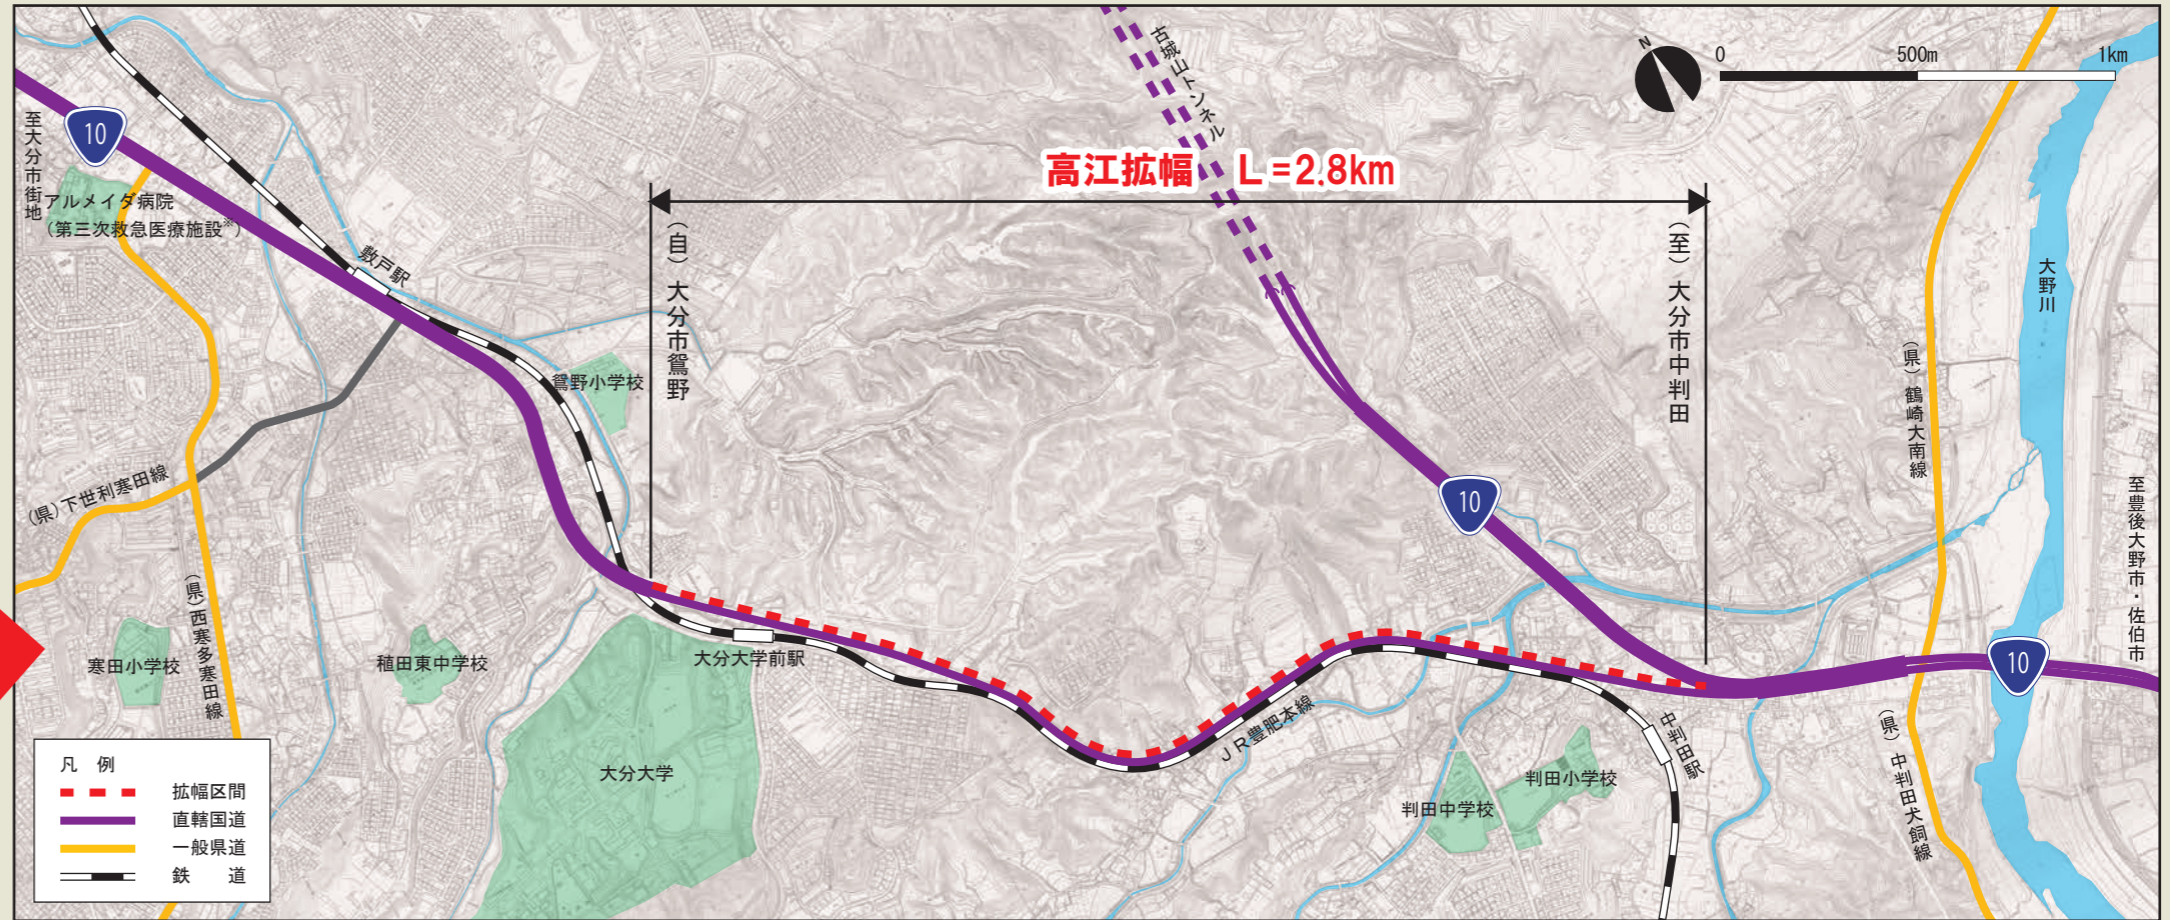 古城山トンネル
N
0 500m 1km
10
至大分市街地
アルメイダ病院
(第三次救急医療施設※)
高江拡幅 L=2.8km
敷戸駅
(自)大分市鴛野
(至)大分市中判田
大野川
鴛野小学校
(県)鶴崎大南線
(県)下世利寒田線
10
至豊後大野市・佐伯市
(県)西寒多寒田線
寒田小学校
稙田東中学校
大分大学前駅
10
JR豊肥本線
中判田駅
大分大学
判田中学校
判田小学校
(県)中判田犬飼線
凡 例
拡幅区間
直轄国道
一般県道
鉄 道